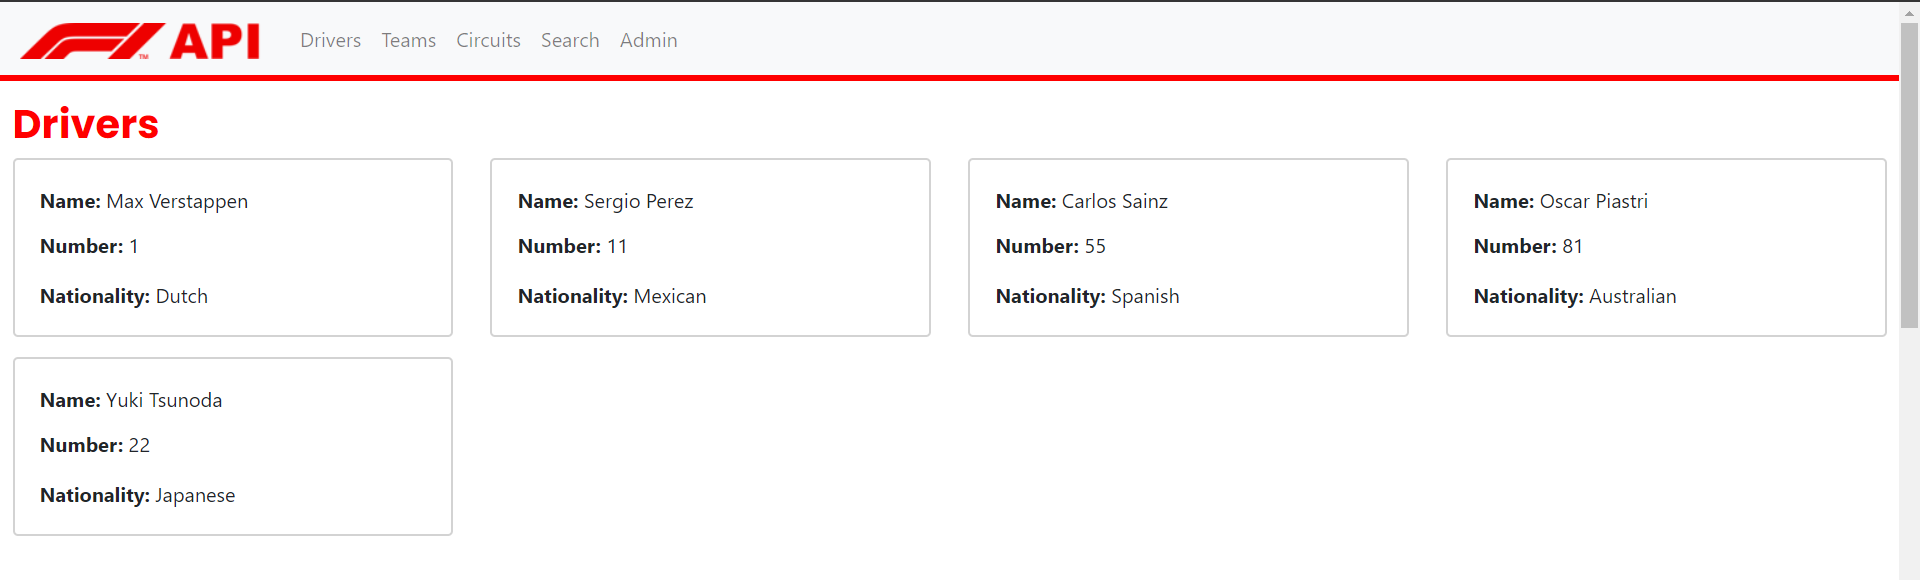 F1 ™ API Drivers Teams Circuits Search Admin
Drivers
Name: Max Verstappen
Number: 1
Nationality: Dutch
Name: Sergio Perez
Number: 11
Nationality: Mexican
Name: Carlos Sainz
Number: 55
Nationality: Spanish
Name: Oscar Piastri
Number: 81
Nationality: Australian
Name: Yuki Tsunoda
Number: 22
Nationality: Japanese